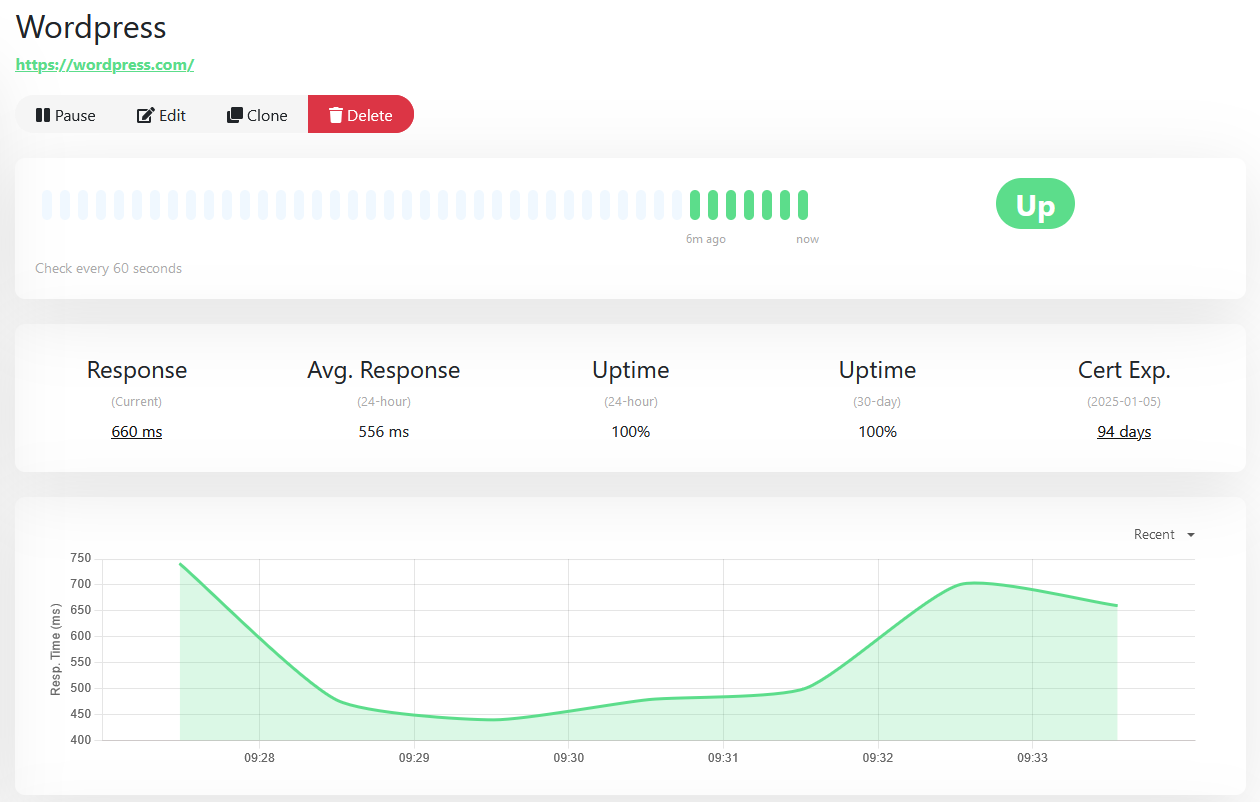 Wordpress
https://wordpress.com/
Pause Edit Clone Delete
Up
6m ago now
Check every 60 seconds
Response Avg. Response Uptime Uptime Cert Exp.
(Current) (24-hour) (24-hour) (30-day) (2025-01-05)
660 ms 556 ms 100% 100% 94 days
Recent
Resp. Time (ms)
750
700
650
600
550
500
450
400
09:28 09:29 09:30 09:31 09:32 09:33